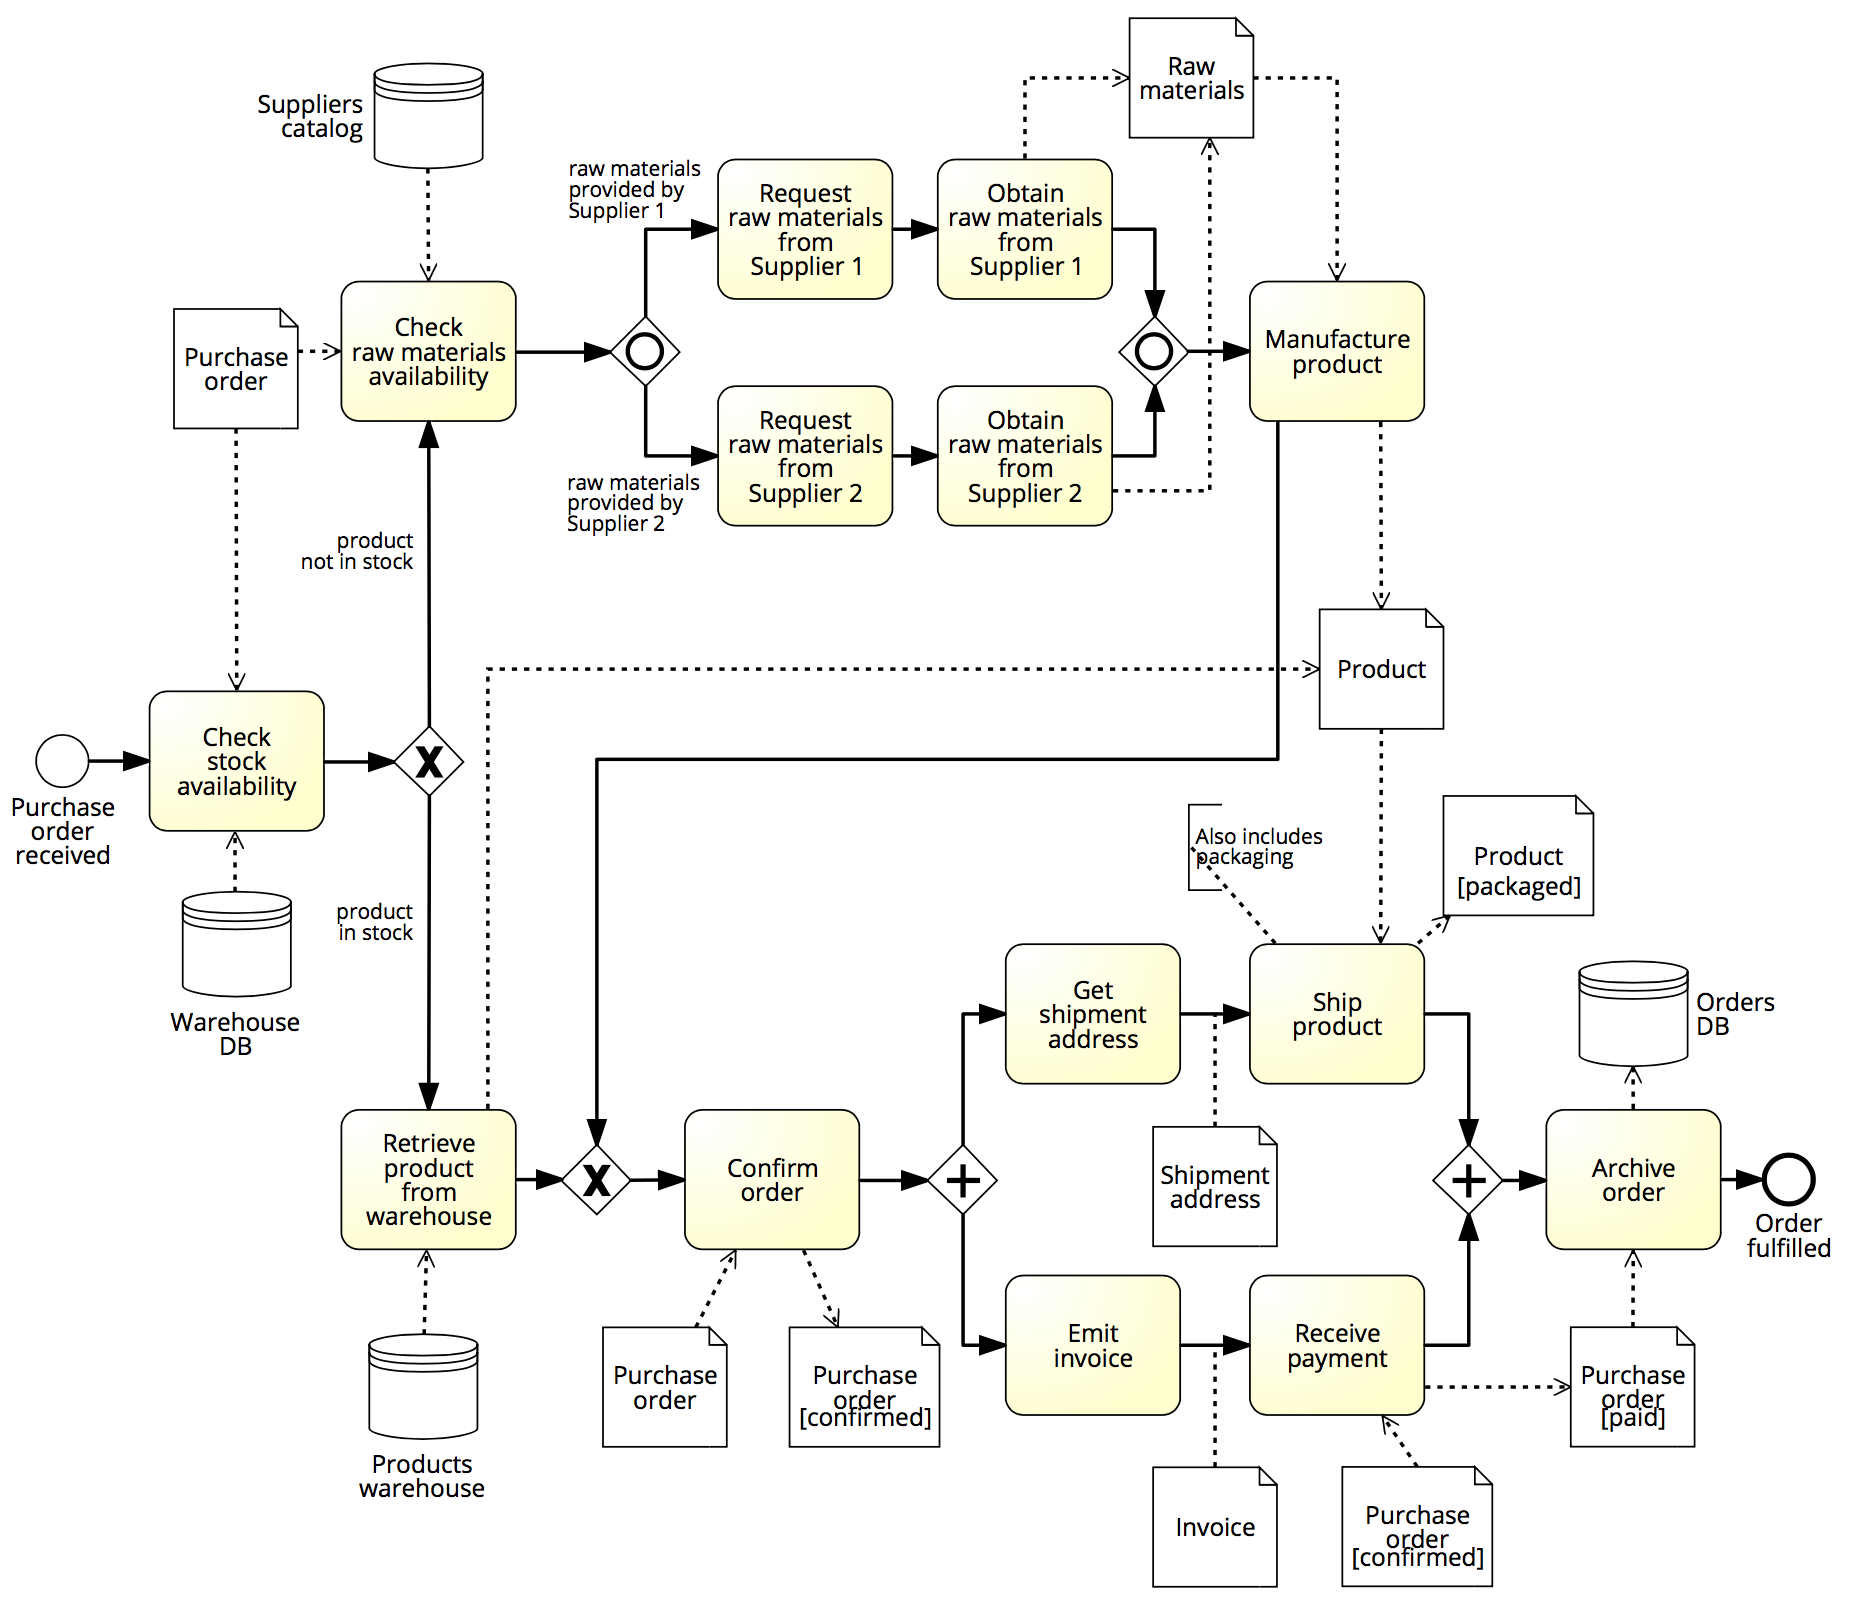 Raw
materials
Suppliers
catalog
raw materials
provided by
Supplier 1
Request
raw materials
from
Supplier 1
Obtain
raw materials
from
Supplier 1
Check
raw materials
availability
Purchase
order
Manufacture
product
Request
raw materials
from
Supplier 2
Obtain
raw materials
from
Supplier 2
raw materials
provided by
Supplier 2
product
not in stock
Product
Check
stock
availability
Purchase
order
received
Also includes
packaging
Product
[packaged]
product
in stock
Warehouse
DB
Get
shipment
address
Ship
product
Orders
DB
Retrieve
product
from
warehouse
Confirm
order
Shipment
address
Archive
order
Order
fulfilled
Emit
invoice
Receive
payment
Purchase
order
Purchase
order
[confirmed]
Purchase
order
[paid]
Products
warehouse
Invoice
Purchase
order
[confirmed]